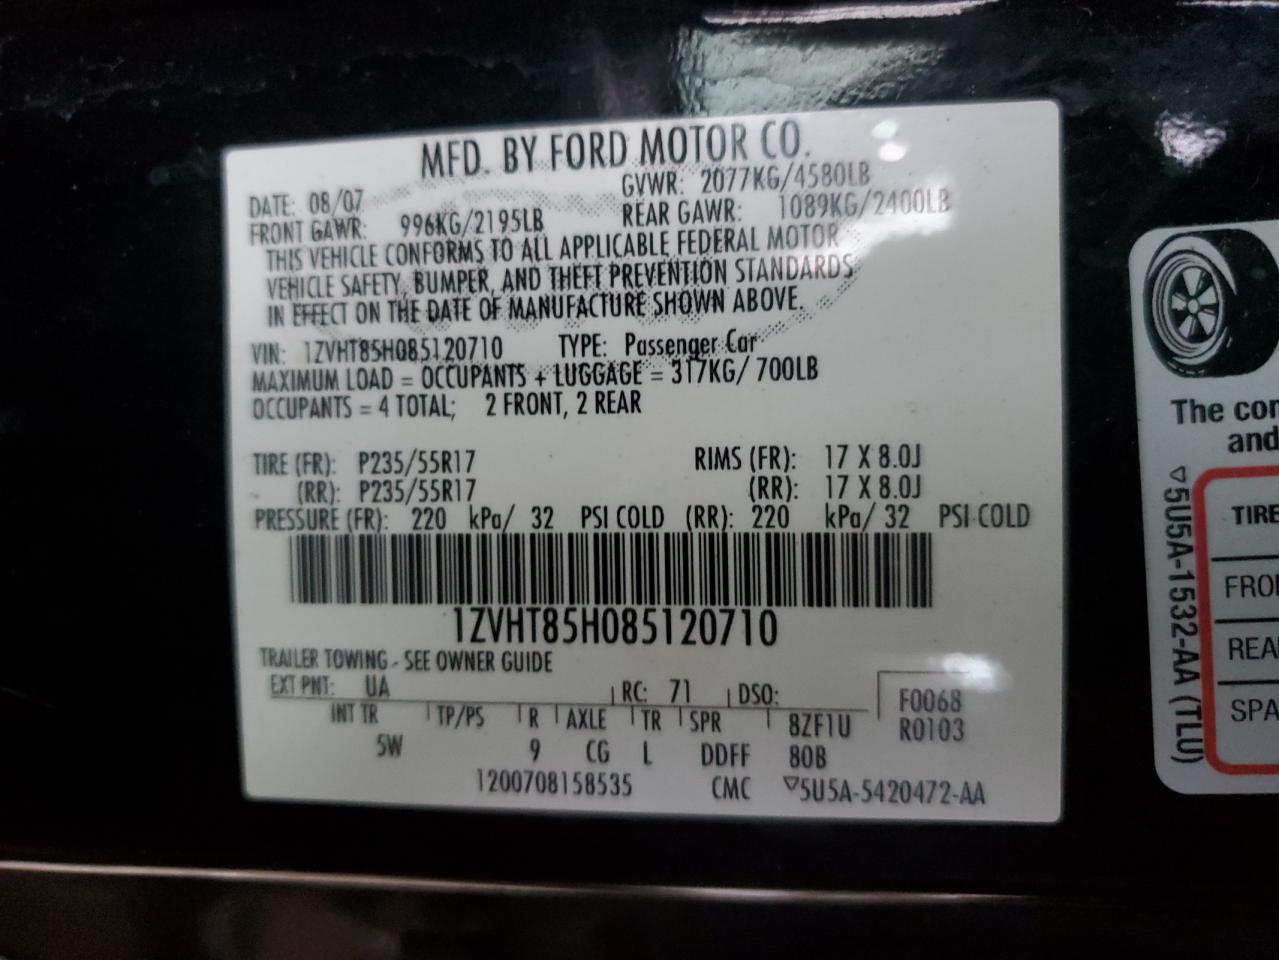 MFD. BY FORD MOTOR CO.
DATE: 08/07 GVWR: 2077KG/4580LB
FRONT GAWR: 996KG/2195LB REAR GAWR: 1089KG/2400LB
THIS VEHICLE CONFORMS TO ALL APPLICABLE FEDERAL MOTOR
VEHICLE SAFETY, BUMPER, AND THEFT PREVENTION STANDARDS
IN EFFECT ON THE DATE OF MANUFACTURE SHOWN ABOVE.
VIN: 1ZVHT85H085120710 TYPE: Passenger Car
MAXIMUM LOAD = OCCUPANTS + LUGGAGE = 317KG/ 700LB
OCCUPANTS = 4 TOTAL; 2 FRONT, 2 REAR
TIRE (FR): P235/55R17 RIMS (FR): 17 X 8.0J
(RR): P235/55R17 (RR): 17 X 8.0J
PRESSURE (FR): 220 kPa/ 32 PSI COLD (RR): 220 kPa/ 32 PSI COLD
1ZVHT85H085120710
TRAILER TOWING - SEE OWNER GUIDE
EXT PNT: UA RC: 71 DSO: F0068
INT TR TP/PS R AXLE TR SPR 8ZF1U R0103
5W 9 CG L DDFF 80B
1200708158535 CMC ▽5U5A-5420472-AA
The con
and
▽5U5A-1532-AA (TLU)
TIRE
FRO
REA
SPA